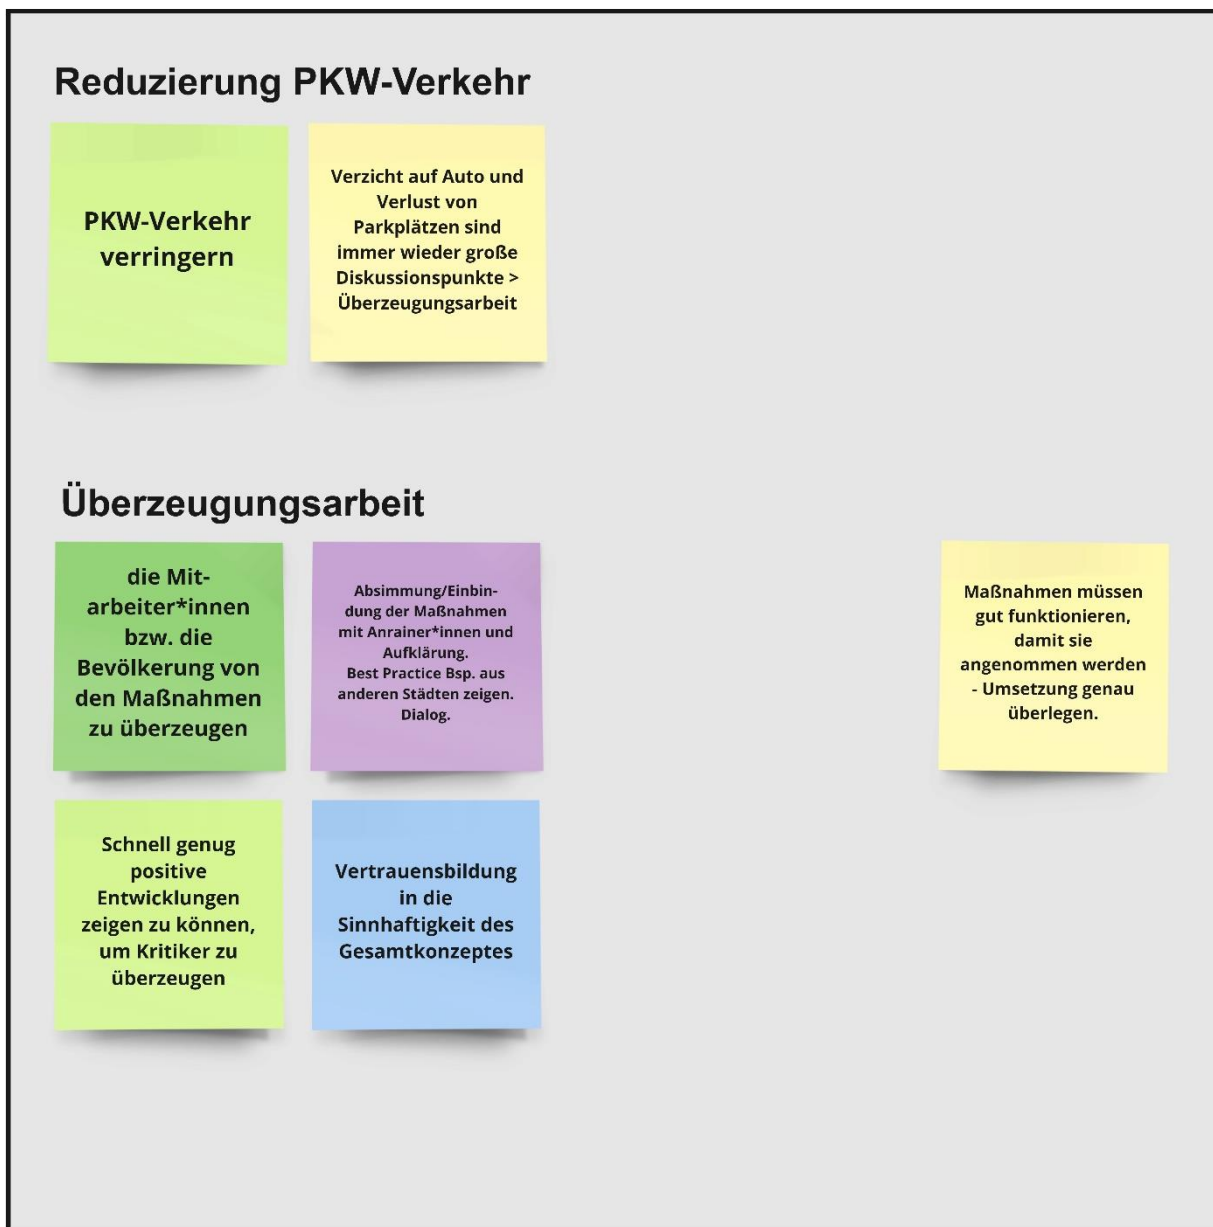 Reduzierung PKW-Verkehr
PKW-Verkehr
verringern
Verzicht auf Auto und
Verlust von
Parkplätzen sind
immer wieder große
Diskussionspunkte >
Überzeugungsarbeit
Überzeugungsarbeit
die Mit-
arbeiter*innen
bzw. die
Bevölkerung von
den Maßnahmen
zu überzeugen
Absimmung/Einbin-
dung der Maßnahmen
mit Anrainer*innen und
Aufklärung.
Best Practice Bsp. aus
anderen Städten zeigen.
Dialog.
Maßnahmen müssen
gut funktionieren,
damit sie
angenommen werden
- Umsetzung genau
überlegen.
Schnell genug
positive
Entwicklungen
zeigen zu können,
um Kritiker zu
überzeugen
Vertrauensbildung
in die
Sinnhaftigkeit des
Gesamtkonzeptes